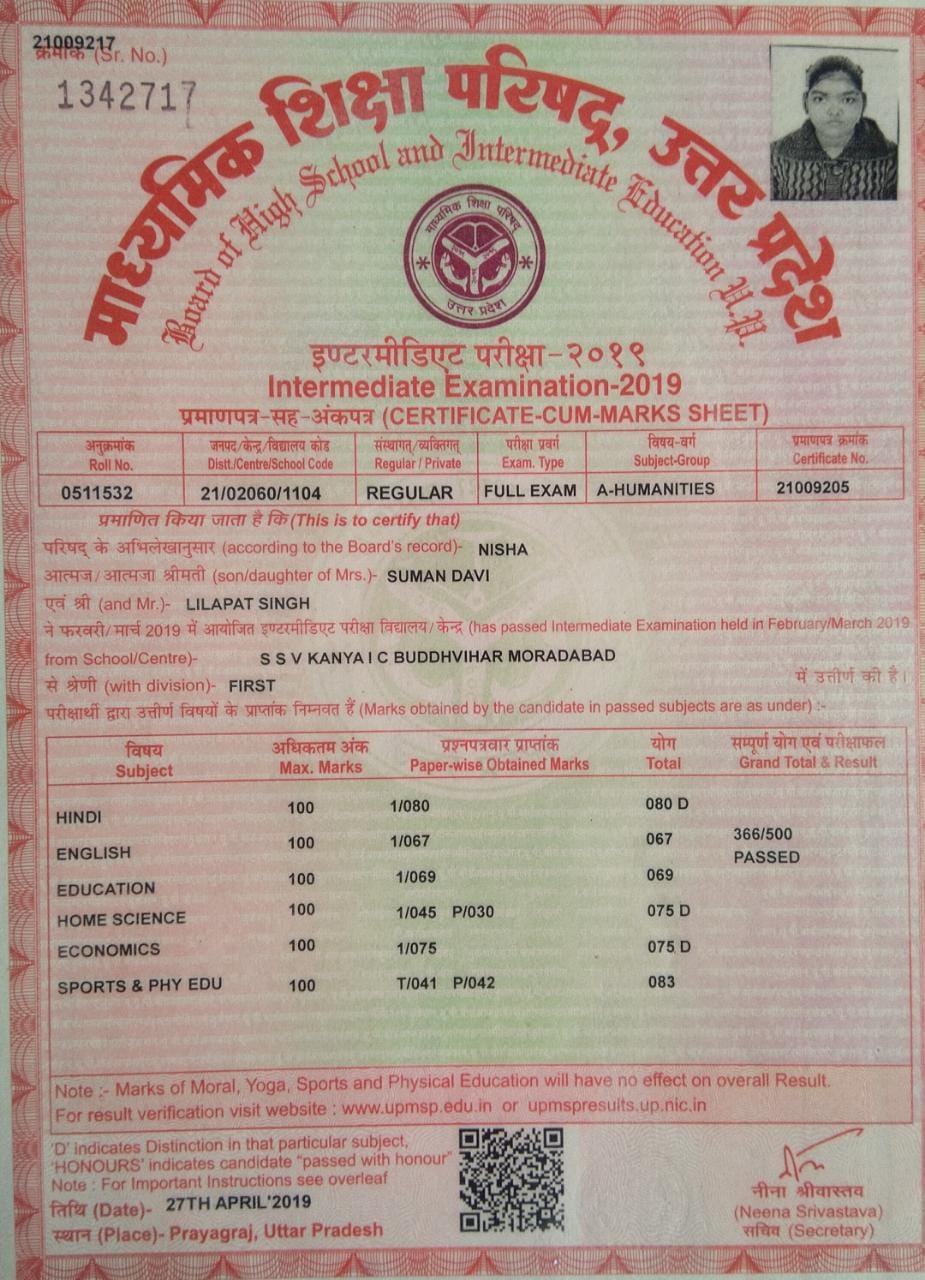 21009217
क्रमांक (Sr. No.)
1342717
माध्यमिक शिक्षा परिषद्, उत्तर प्रदेश
Board of High School and Intermediate Education U.P.
माध्यमिक शिक्षा परिषद्
उत्तर प्रदेश
इण्टरमीडिएट परीक्षा-२०१९
Intermediate Examination-2019
प्रमाणपत्र-सह-अंकपत्र (CERTIFICATE-CUM-MARKS SHEET)
अनुक्रमांक जनपद/केन्द्र/विद्यालय कोड संस्थागत्/व्यक्तिगत् परीक्षा प्रवर्ग विषय-वर्ग प्रमाणपत्र क्रमांक
Roll No. Distt./Centre/School Code Regular / Private Exam. Type Subject-Group Certificate No.
0511532 21/02060/1104 REGULAR FULL EXAM A-HUMANITIES 21009205
प्रमाणित किया जाता है कि (This is to certify that)
परिषद् के अभिलेखानुसार (according to the Board's record)- NISHA
आत्मज/आत्मजा श्रीमती (son/daughter of Mrs.)- SUMAN DAVI
एवं श्री (and Mr.)- LILAPAT SINGH
ने फरवरी/मार्च 2019 में आयोजित इण्टरमीडिएट परीक्षा विद्यालय/केन्द्र (has passed Intermediate Examination held in February/March 2019
from School/Centre)- S S V KANYA I C BUDDHVIHAR MORADABAD
में उत्तीर्ण की है।
से श्रेणी (with division)- FIRST
परीक्षार्थी द्वारा उत्तीर्ण विषयों के प्राप्तांक निम्नवत हैं (Marks obtained by the candidate in passed subjects are as under) :-
विषय अधिकतम अंक प्रश्नपत्रवार प्राप्तांक योग सम्पूर्ण योग एवं परीक्षाफल
Subject Max. Marks Paper-wise Obtained Marks Total Grand Total & Result
HINDI 100 1/080 080 D
ENGLISH 100 1/067 067 366/500
PASSED
EDUCATION 100 1/069 069
HOME SCIENCE 100 1/045 P/030 075 D
ECONOMICS 100 1/075 075 D
SPORTS & PHY EDU 100 T/041 P/042 083
Note :- Marks of Moral, Yoga, Sports and Physical Education will have no effect on overall Result.
For result verification visit website : www.upmsp.edu.in or upmspresults.up.nic.in
'D' indicates Distinction in that particular subject,
'HONOURS' indicates candidate "passed with honour"
Note : For Important Instructions see overleaf
तिथि (Date)- 27TH APRIL'2019
स्थान (Place)- Prayagraj, Uttar Pradesh
नीना श्रीवास्तव
(Neena Srivastava)
सचिव (Secretary)